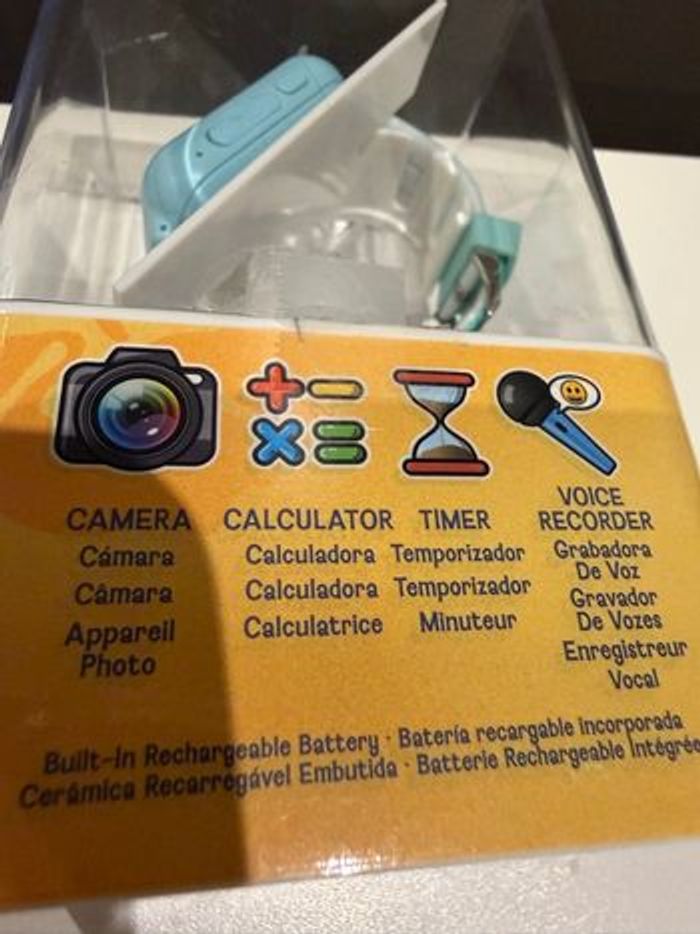 CAMERA
Cámara
Câmara
Appareil
Photo
CALCULATOR
Calculadora
Calculadora
Calculatrice
TIMER
Temporizador
Temporizador
Minuteur
VOICE
RECORDER
Grabadora
De Voz
Gravador
De Vozes
Enregistreur
Vocal
Built-In Rechargeable Battery · Batería recargable incorporada
Cerámica Recarregável Embutida · Batterie Rechargeable Intégrée